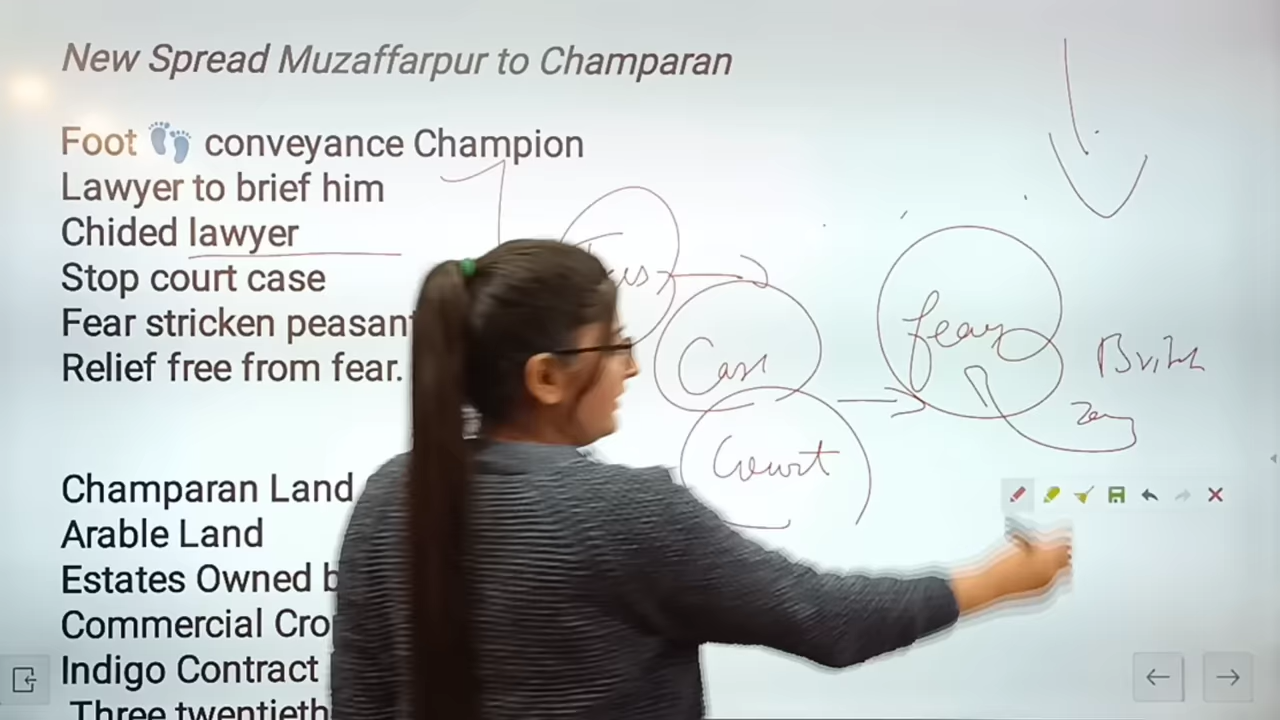 New Spread Muzaffarpur to Champaran
Foot 👣 conveyance Champion
Lawyer to brief him
Chided lawyer
Stop court case
Fear stricken peasant
Relief free from fear.
Case
Court
fear
British
Champaran Land
Arable Land
Estates Owned b
Commercial Cro
Indigo Contract
Three twentieth